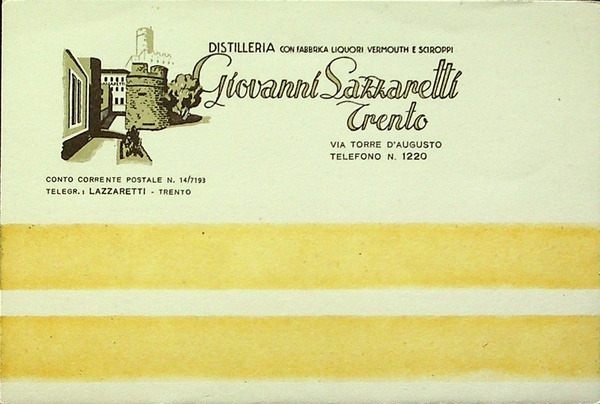 DISTILLERIA CON FABBRICA LIQUORI VERMOUTH E SCIROPPI
Giovanni Lazzaretti
Trento
VIA TORRE D'AUGUSTO
TELEFONO N. 1220
CONTO CORRENTE POSTALE N. 14/7193
TELEGR.: LAZZARETTI - TRENTO